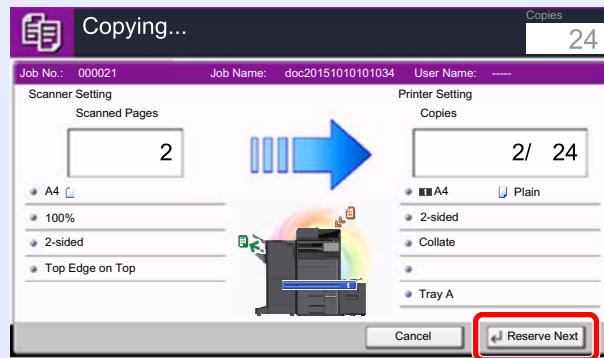 Copying...
Copies
24
Job No.: 000021 Job Name: doc20151010101034 User Name: -----
Scanner Setting
Printer Setting
Scanned Pages
Copies
2
2/ 24
A4
1 A4 Plain
100%
2-sided
2-sided
Collate
Top Edge on Top
Tray A
Cancel
Reserve Next